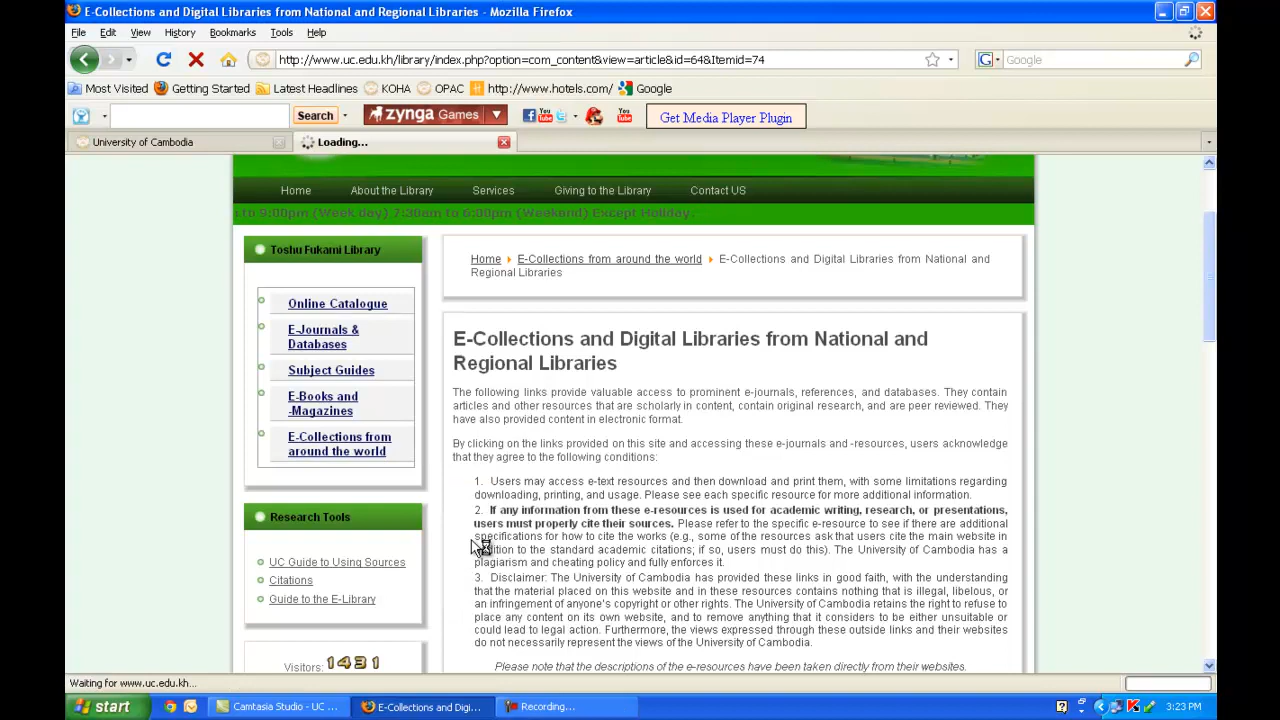 E-Collections and Digital Libraries from National and Regional Libraries - Mozilla Firefox
File Edit View History Bookmarks Tools Help
http://www.uc.edu.kh/library/index.php?option=com_content&view=article&id=64&Itemid=74
Google
Most Visited Getting Started Latest Headlines KOHA OPAC http://www.hotels.com/ Google
Search zynga Games You Tube You Tube Get Media Player Plugin
University of Cambodia Loading...
Home About the Library Services Giving to the Library Contact US
to 9:00pm (Week day) 7:30am to 6:00pm (Weekend) Except Holiday.
Toshu Fukami Library
Online Catalogue
E-Journals &
Databases
Subject Guides
E-Books and
-Magazines
E-Collections from
around the world
Research Tools
UC Guide to Using Sources
Citations
Guide to the E-Library
Visitors: 1431
Home E-Collections from around the world E-Collections and Digital Libraries from National and
Regional Libraries
E-Collections and Digital Libraries from National and
Regional Libraries
The following links provide valuable access to prominent e-journals, references, and databases. They contain
articles and other resources that are scholarly in content, contain original research, and are peer reviewed. They
have also provided content in electronic format.
By clicking on the links provided on this site and accessing these e-journals and -resources, users acknowledge
that they agree to the following conditions:
1. Users may access e-text resources and then download and print them, with some limitations regarding
downloading, printing, and usage. Please see each specific resource for more additional information.
2. If any information from these e-resources is used for academic writing, research, or presentations,
users must properly cite their sources. Please refer to the specific e-resource to see if there are additional
specifications for how to cite the works (e.g., some of the resources ask that users cite the main website in
addition to the standard academic citations; if so, users must do this). The University of Cambodia has a
plagiarism and cheating policy and fully enforces it.
3. Disclaimer: The University of Cambodia has provided these links in good faith, with the understanding
that the material placed on this website and in these resources contains nothing that is illegal, libelous, or
an infringement of anyone's copyright or other rights. The University of Cambodia retains the right to refuse to
place any content on its own website, and to remove anything that it considers to be either unsuitable or
could lead to legal action. Furthermore, the views expressed through these outside links and their websites
do not necessarily represent the views of the University of Cambodia.
Please note that the descriptions of the e-resources have been taken directly from their websites.
Waiting for www.uc.edu.kh...
start Camtasia Studio - UC ... E-Collections and Digi... Recording... 3:23 PM